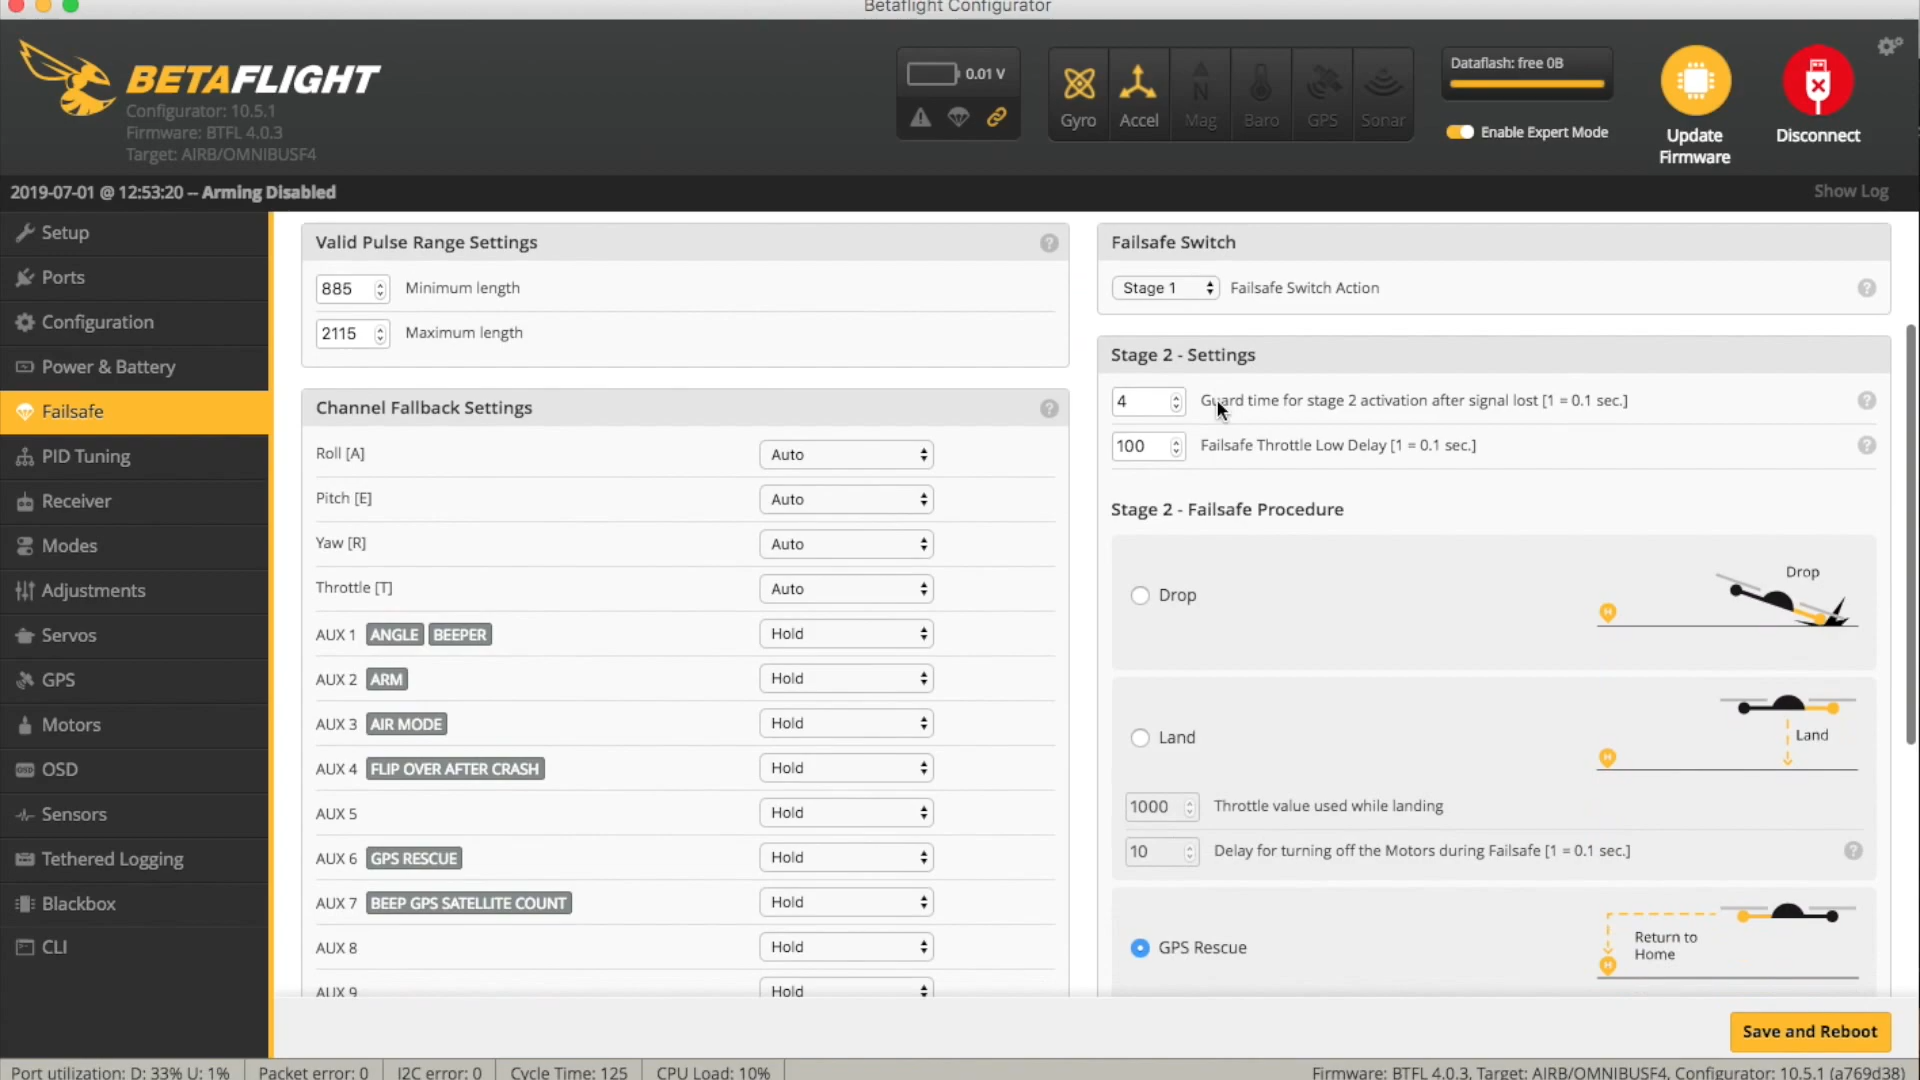 Betaflight Configurator
BETAFLIGHT
Configurator: 10.5.1
Firmware: BTFL 4.0.3
Target: AIRB/OMNIBUSF4
0.01 V
Gyro
Accel
Mag
Baro
GPS
Sonar
Dataflash: free 0B
Enable Expert Mode
Update
Firmware
Disconnect
2019-07-01 @ 12:53:20 -- Arming Disabled
Show Log
Setup
Ports
Configuration
Power & Battery
Failsafe
PID Tuning
Receiver
Modes
Adjustments
Servos
GPS
Motors
OSD
Sensors
Tethered Logging
Blackbox
CLI
Valid Pulse Range Settings
885 Minimum length
2115 Maximum length
Channel Fallback Settings
Roll [A] Auto
Pitch [E] Auto
Yaw [R] Auto
Throttle [T] Auto
AUX 1 ANGLE BEEPER Hold
AUX 2 ARM Hold
AUX 3 AIR MODE Hold
AUX 4 FLIP OVER AFTER CRASH Hold
AUX 5 Hold
AUX 6 GPS RESCUE Hold
AUX 7 BEEP GPS SATELLITE COUNT Hold
AUX 8 Hold
AUX 9 Hold
Failsafe Switch
Stage 1 Failsafe Switch Action
Stage 2 - Settings
4 Guard time for stage 2 activation after signal lost [1 = 0.1 sec.]
100 Failsafe Throttle Low Delay [1 = 0.1 sec.]
Stage 2 - Failsafe Procedure
Drop
Drop
Land
Land
1000 Throttle value used while landing
10 Delay for turning off the Motors during Failsafe [1 = 0.1 sec.]
GPS Rescue
Return to
Home
Save and Reboot
Port utilization: D: 33% U: 1% Packet error: 0 I2C error: 0 Cycle Time: 125 CPU Load: 10% Firmware: BTFL 4.0.3, Target: AIRB/OMNIBUSF4, Configurator: 10.5.1 (a769d38)